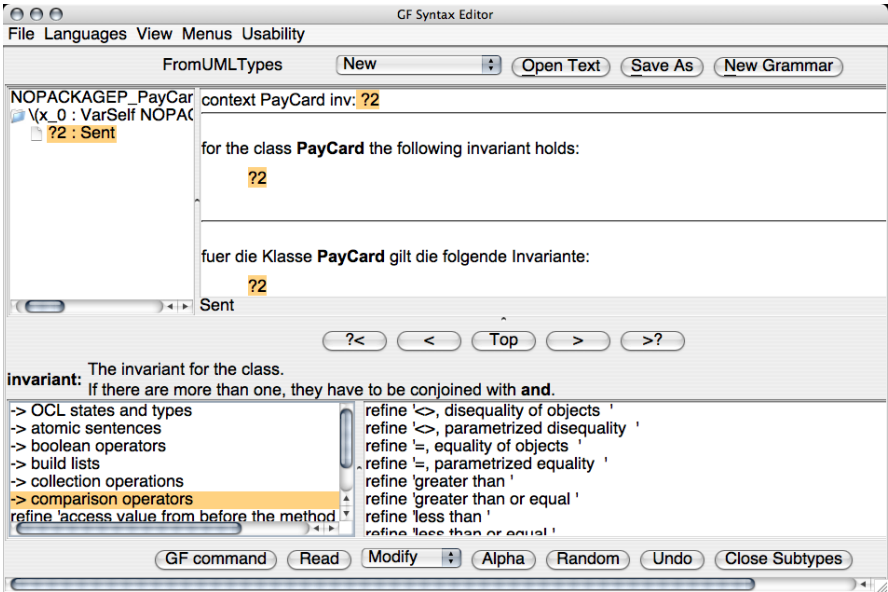 GF Syntax Editor
File Languages View Menus Usability
FromUMLTypes New Open Text Save As New Grammar
NOPACKAGEP_PayCar
\(x_0 : VarSelf NOPAC
?2 : Sent
context PayCard inv: ?2
for the class PayCard the following invariant holds:
?2
fuer die Klasse PayCard gilt die folgende Invariante:
?2
Sent
?< < Top > >?
invariant: The invariant for the class.
If there are more than one, they have to be conjoined with and.
-> OCL states and types
-> atomic sentences
-> boolean operators
-> build lists
-> collection operations
-> comparison operators
refine 'access value from before the method
refine '<>, disequality of objects '
refine '<>, parametrized disequality '
refine '=, equality of objects '
refine '=, parametrized equality '
refine 'greater than '
refine 'greater than or equal '
refine 'less than '
refine 'less than or equal '
GF command Read Modify Alpha Random Undo Close Subtypes